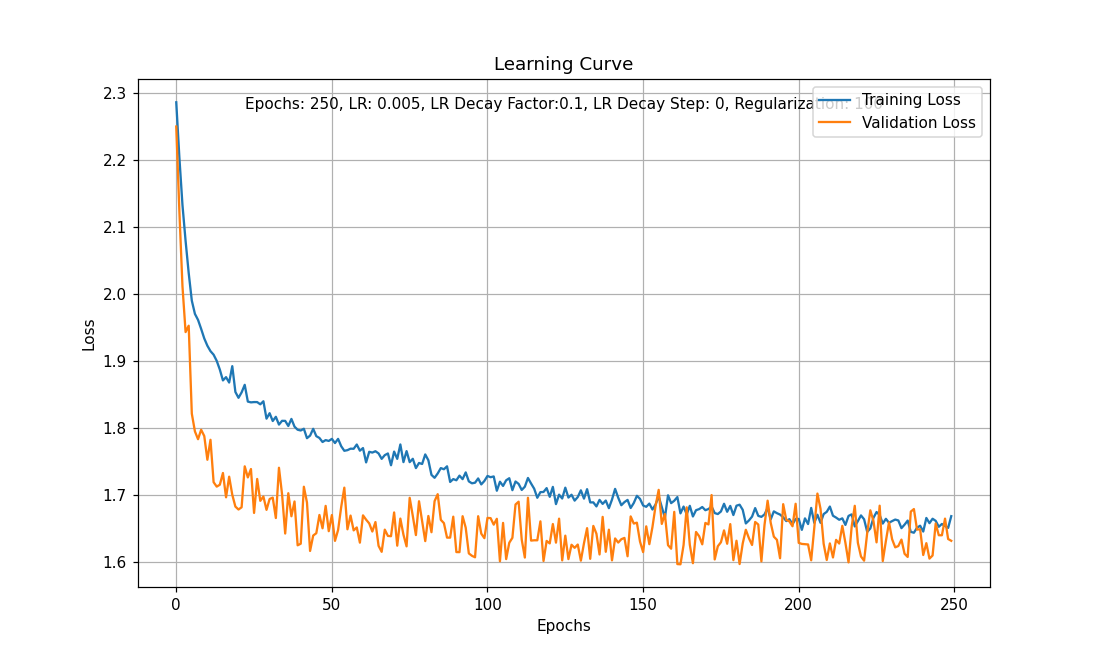 Learning Curve
Epochs: 250, LR: 0.005, LR Decay Factor:0.1, LR Decay Step: 0, Regularization:
Training Loss
Validation Loss
Loss
2.3
2.2
2.1
2.0
1.9
1.8
1.7
1.6
0 50 100 150 200 250
Epochs